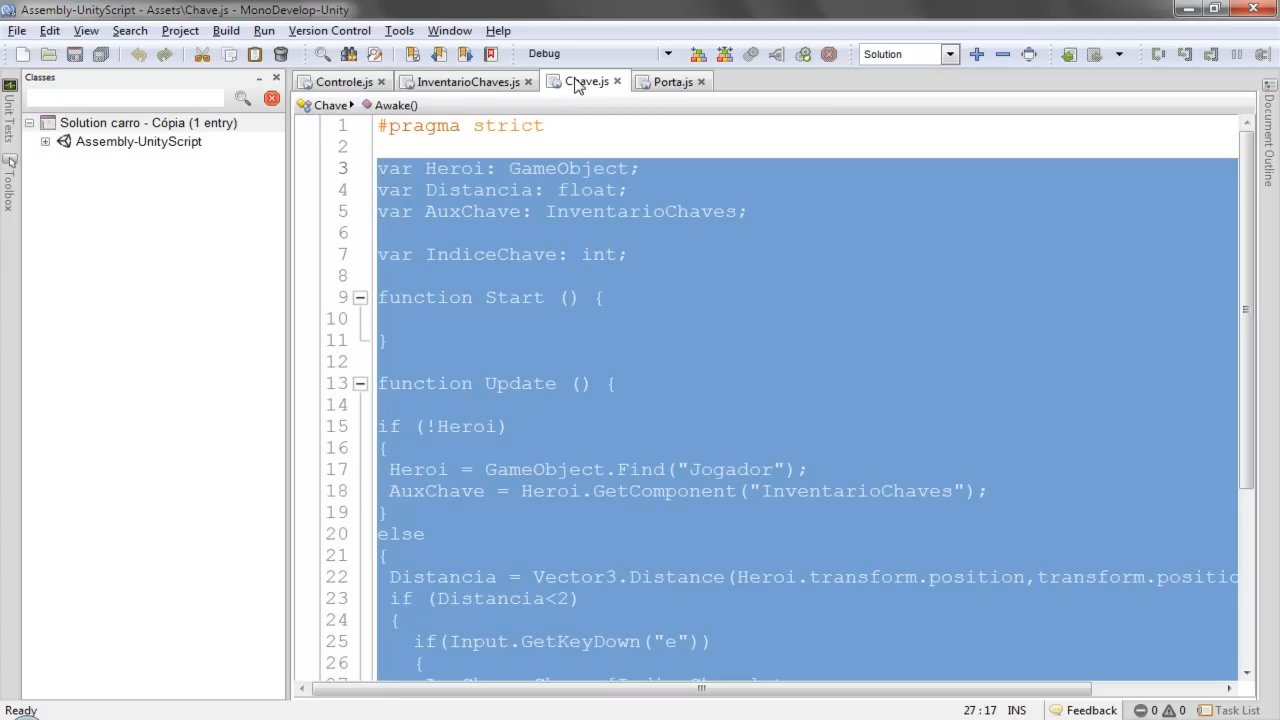 Assembly-UnityScript - Assets\Chave.js - MonoDevelop-Unity
File Edit View Search Project Build Run Version Control Tools Window Help
Debug
Solution
Classes
Controle.js
InventarioChaves.js
Chave.js
Porta.js
Unit Tests
Toolbox
Document Outline
Solution carro - Cópia (1 entry)
Assembly-UnityScript
Chave
Awake()
1 #pragma strict
2
3 var Heroi: GameObject;
4 var Distancia: float;
5 var AuxChave: InventarioChaves;
6
7 var IndiceChave: int;
8
9 function Start () {
10
11 }
12
13 function Update () {
14
15 if (!Heroi)
16 {
17 Heroi = GameObject.Find("Jogador");
18 AuxChave = Heroi.GetComponent("InventarioChaves");
19 }
20 else
21 {
22 Distancia = Vector3.Distance(Heroi.transform.position,transform.positio
23 if (Distancia<2)
24 {
25 if(Input.GetKeyDown("e"))
26 {
Ready
27 : 17 INS
Feedback
0 0
Task List